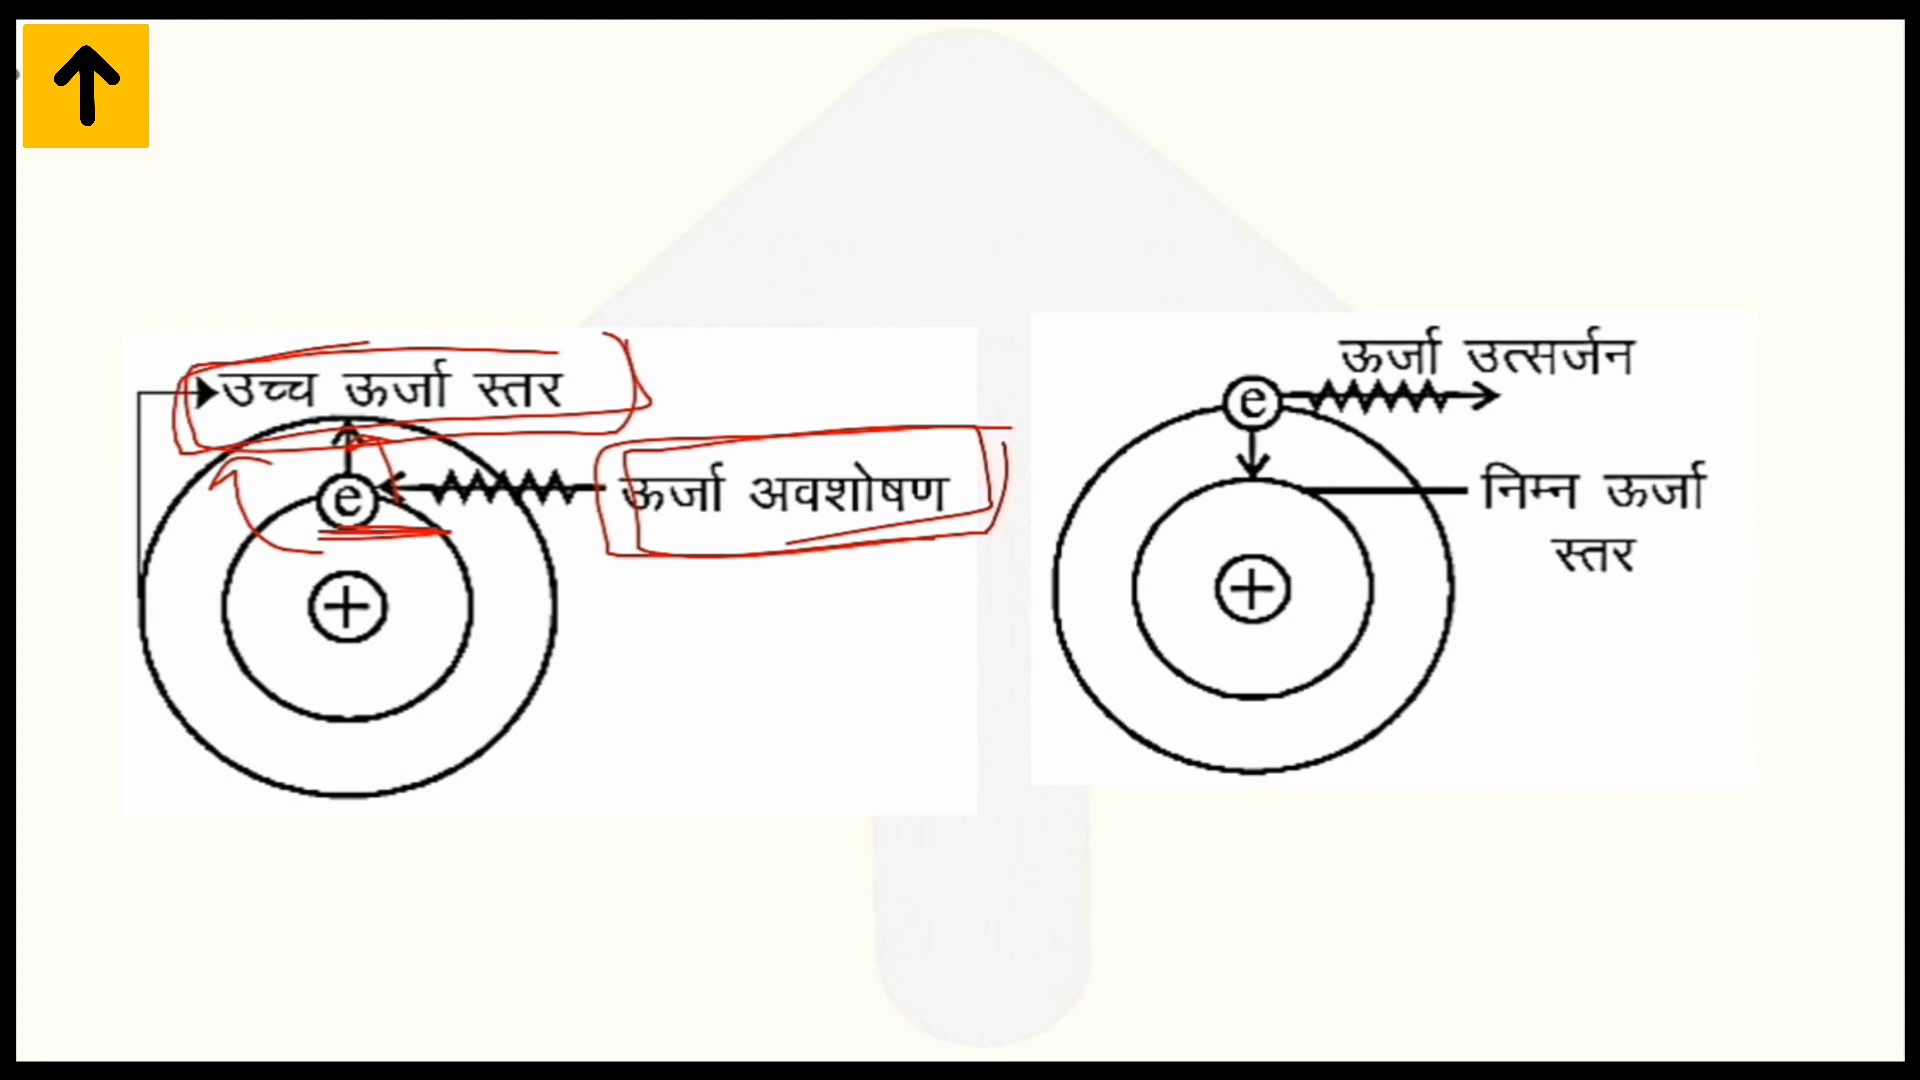 उच्च ऊर्जा स्तर
e
ऊर्जा अवशोषण
+
ऊर्जा उत्सर्जन
e
निम्न ऊर्जा
स्तर
+